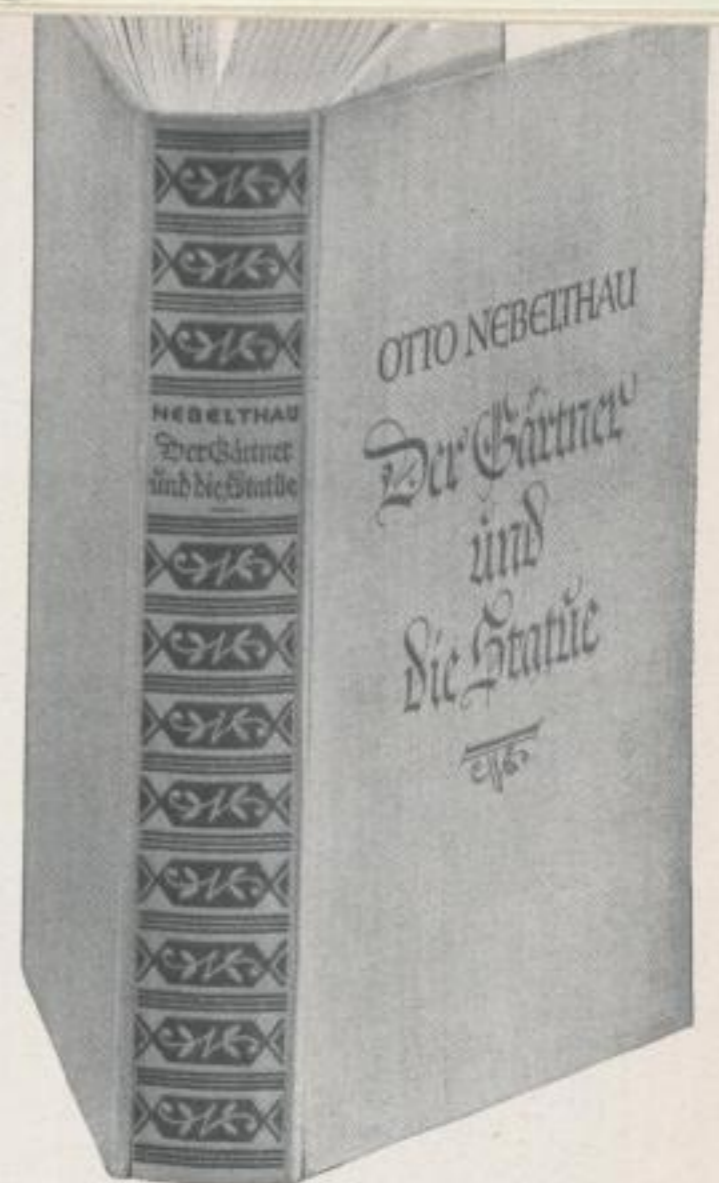 NEBELTHAU
Der Gärtner
und die Statue
OTTO NEBELTHAU
Der Gärtner
und
die Statue